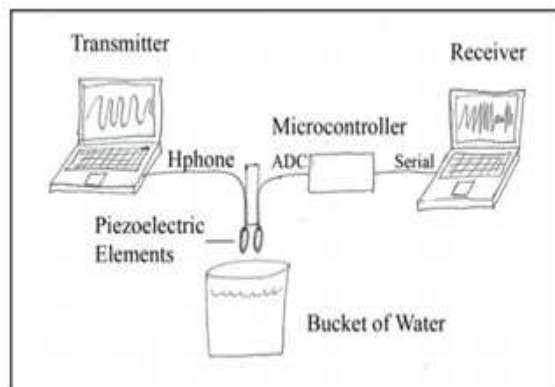 Transmitter
Receiver
Microcontroller
Hphone
ADC
Serial
Piezoelectric
Elements
Bucket of Water